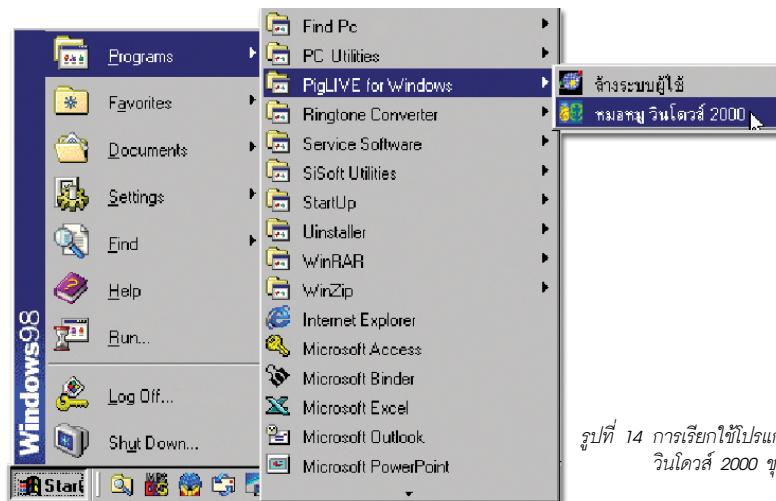 Programs
Favorites
Documents
Settings
Find
Help
Run...
Log Off...
Shut Down...
Windows98
Start
Find Pc
PC Utilities
PigLIVE for Windows
Ringtone Converter
Service Software
SiSoft Utilities
StartUp
Uinstaller
WinRAR
WinZip
Internet Explorer
Microsoft Access
Microsoft Binder
Microsoft Excel
Microsoft Outlook
Microsoft PowerPoint
ล้างระบบผู้ใช้
หมอหมู วินโดวส์ 2000
รูปที่ 14 การเรียกใช้โปรแก
วินโดวส์ 2000 ชุ